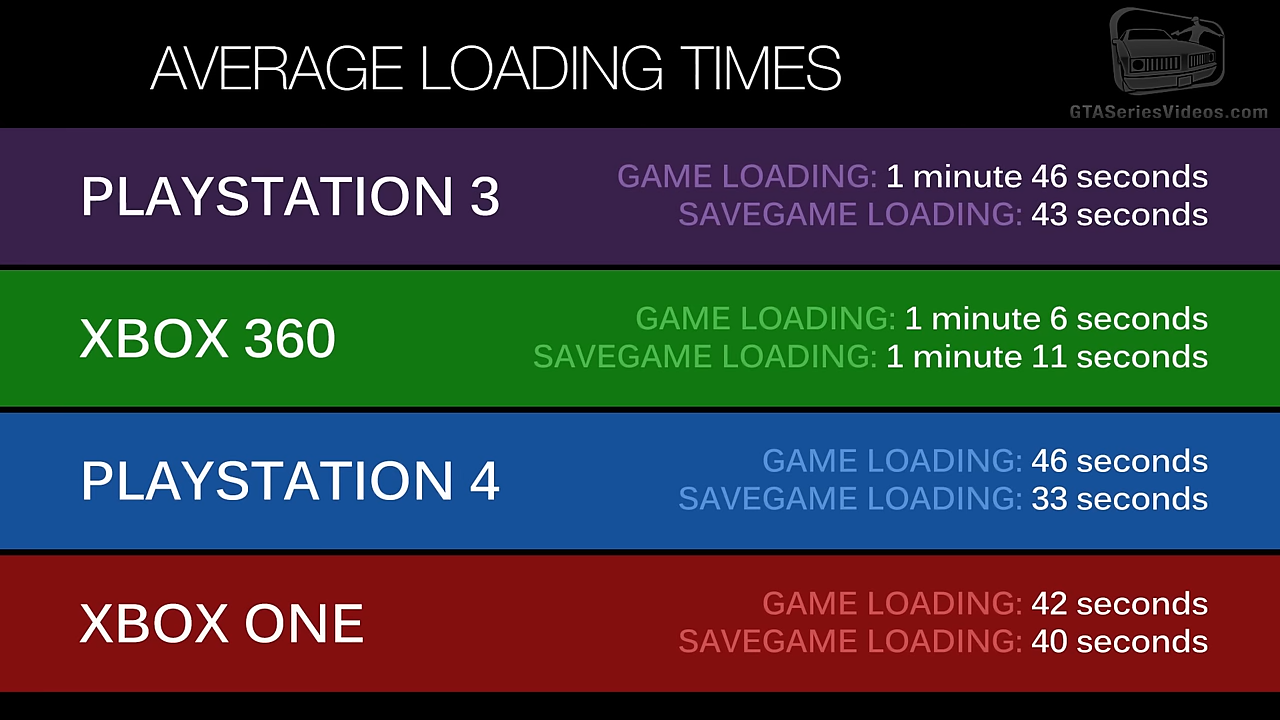 AVERAGE LOADING TIMES
GTASeriesVideos.com
PLAYSTATION 3
GAME LOADING: 1 minute 46 seconds
SAVEGAME LOADING: 43 seconds
XBOX 360
GAME LOADING: 1 minute 6 seconds
SAVEGAME LOADING: 1 minute 11 seconds
PLAYSTATION 4
GAME LOADING: 46 seconds
SAVEGAME LOADING: 33 seconds
XBOX ONE
GAME LOADING: 42 seconds
SAVEGAME LOADING: 40 seconds